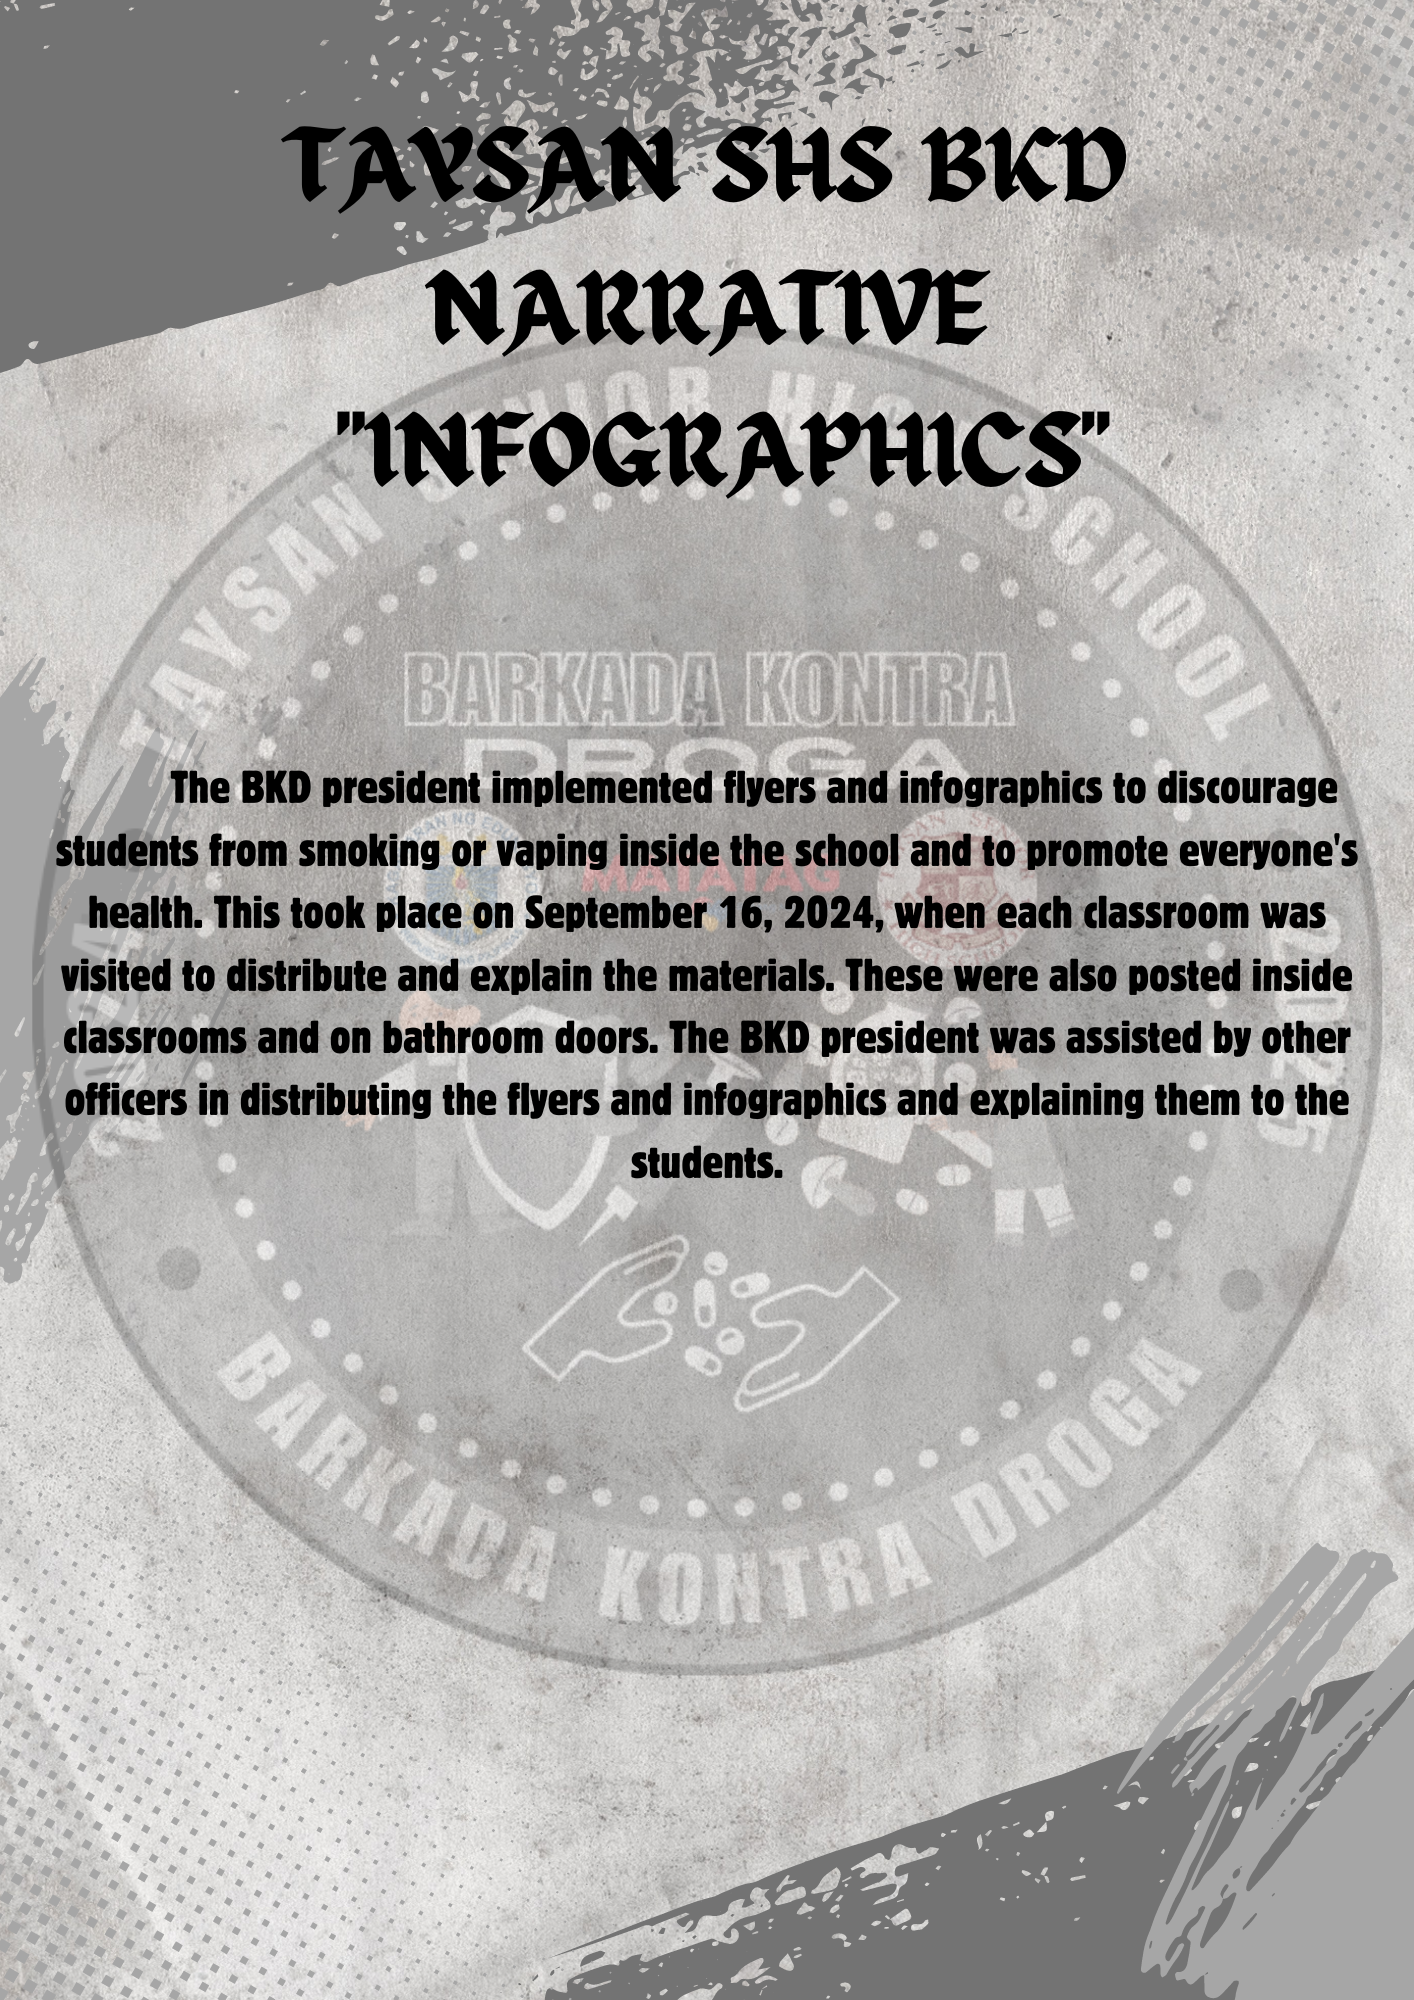 TAYSAN SHS BKD
NARRATIVE
"INFOGRAPHICS"
TAYSAN SENIOR HIGH SCHOOL
BARKADA KONTRA
DROGA
The BKD president implemented flyers and infographics to discourage
students from smoking or vaping inside the school and to promote everyone's
health. This took place on September 16, 2024, when each classroom was
visited to distribute and explain the materials. These were also posted inside
classrooms and on bathroom doors. The BKD president was assisted by other
officers in distributing the flyers and infographics and explaining them to the
students.
MATATAG
2024
2025
BARKADA KONTRA DROGA